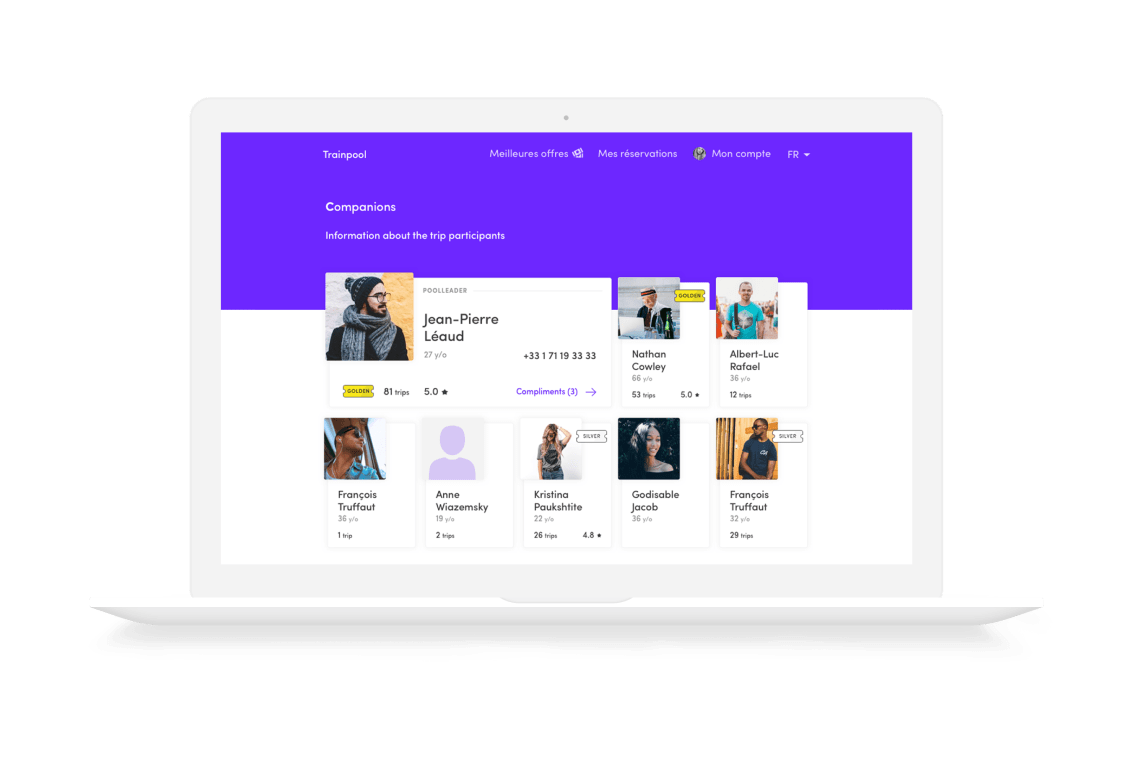 Trainpool
Meilleures offres
Mes réservations
Mon compte
FR
Companions
Information about the trip participants
POOLLEADER
Jean-Pierre
Léaud
27 y/o
+33 1 71 19 33 33
GOLDEN
81 trips
5.0 ★
Compliments (3) →
GOLDEN
Nathan
Cowley
66 y/o
53 trips
5.0 ★
Albert-Luc
Rafael
36 y/o
12 trips
François
Truffaut
36 y/o
1 trip
Anne
Wiazemsky
19 y/o
2 trips
SILVER
Kristina
Paukshtite
22 y/o
26 trips
4.8 ★
Godisable
Jacob
36 y/o
SILVER
François
Truffaut
32 y/o
29 trips